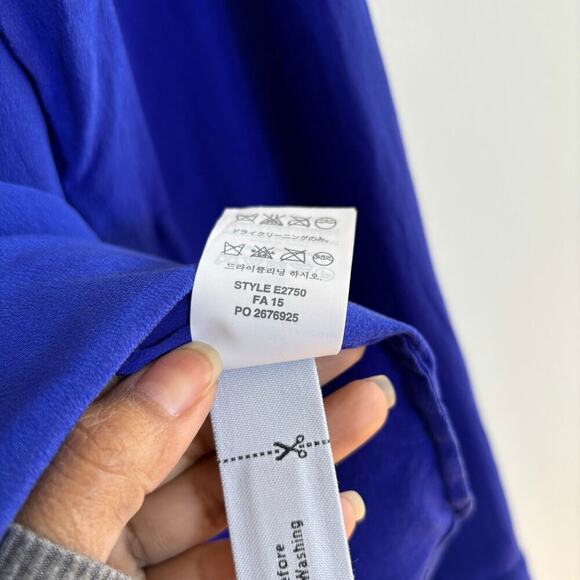 ドライクリーニングのみ。
드라이클리닝 하시오.
STYLE E2750
FA 15
PO 2676925
Washing